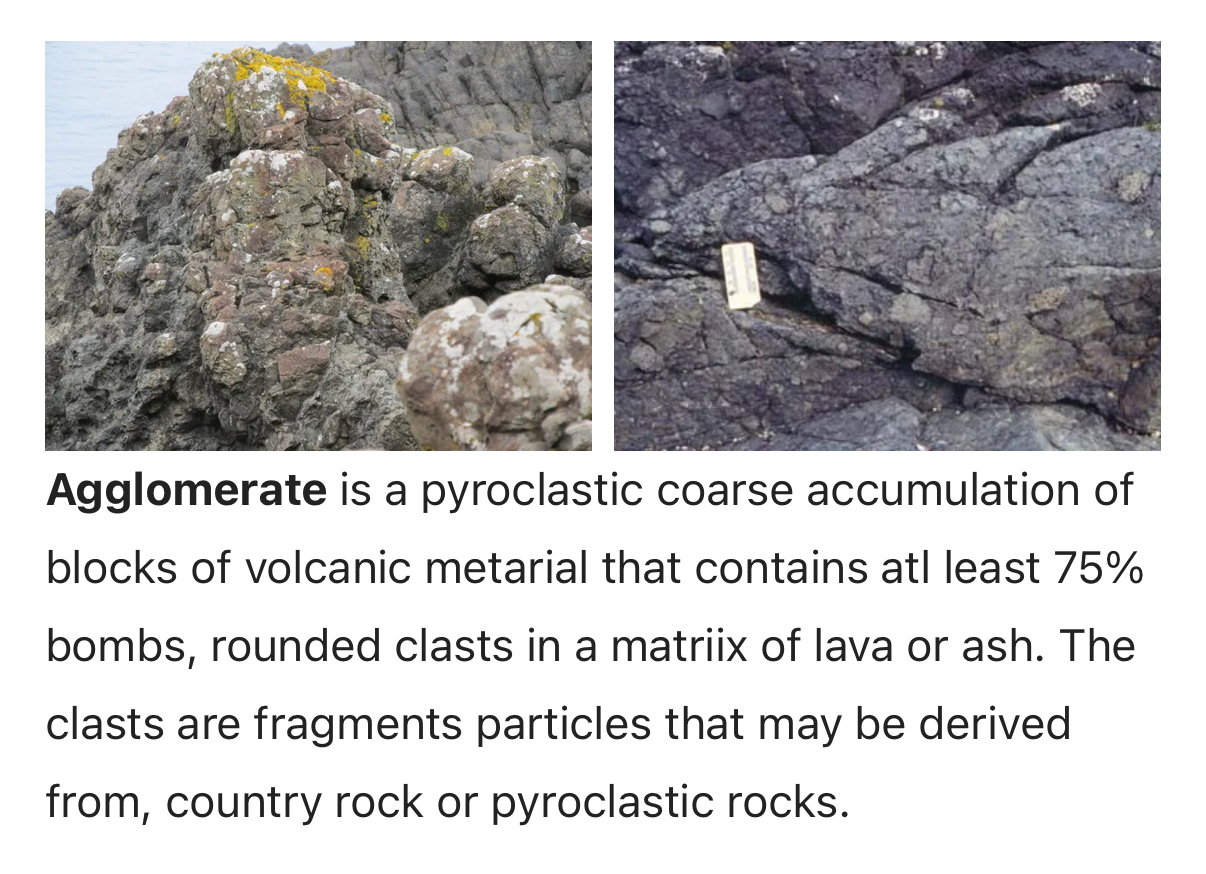 Agglomerate is a pyroclastic coarse accumulation of
blocks of volcanic metarial that contains atl least 75%
bombs, rounded clasts in a matriix of lava or ash. The
clasts are fragments particles that may be derived
from, country rock or pyroclastic rocks.